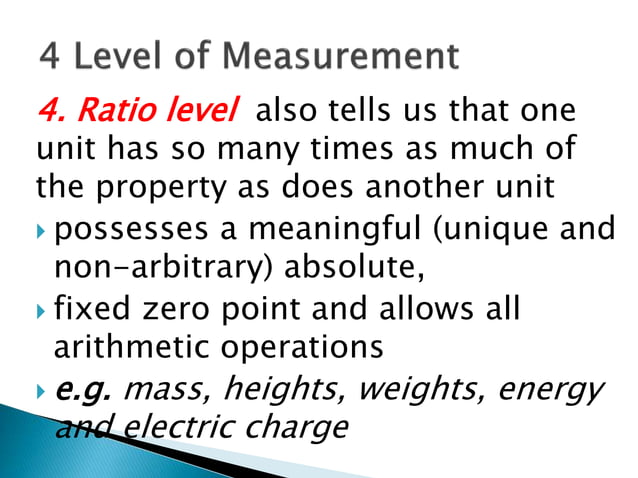 4 Level of Measurement
4. Ratio level also tells us that one
unit has so many times as much of
the property as does another unit
possesses a meaningful (unique and
non-arbitrary) absolute,
fixed zero point and allows all
arithmetic operations
e.g. mass, heights, weights, energy
and electric charge